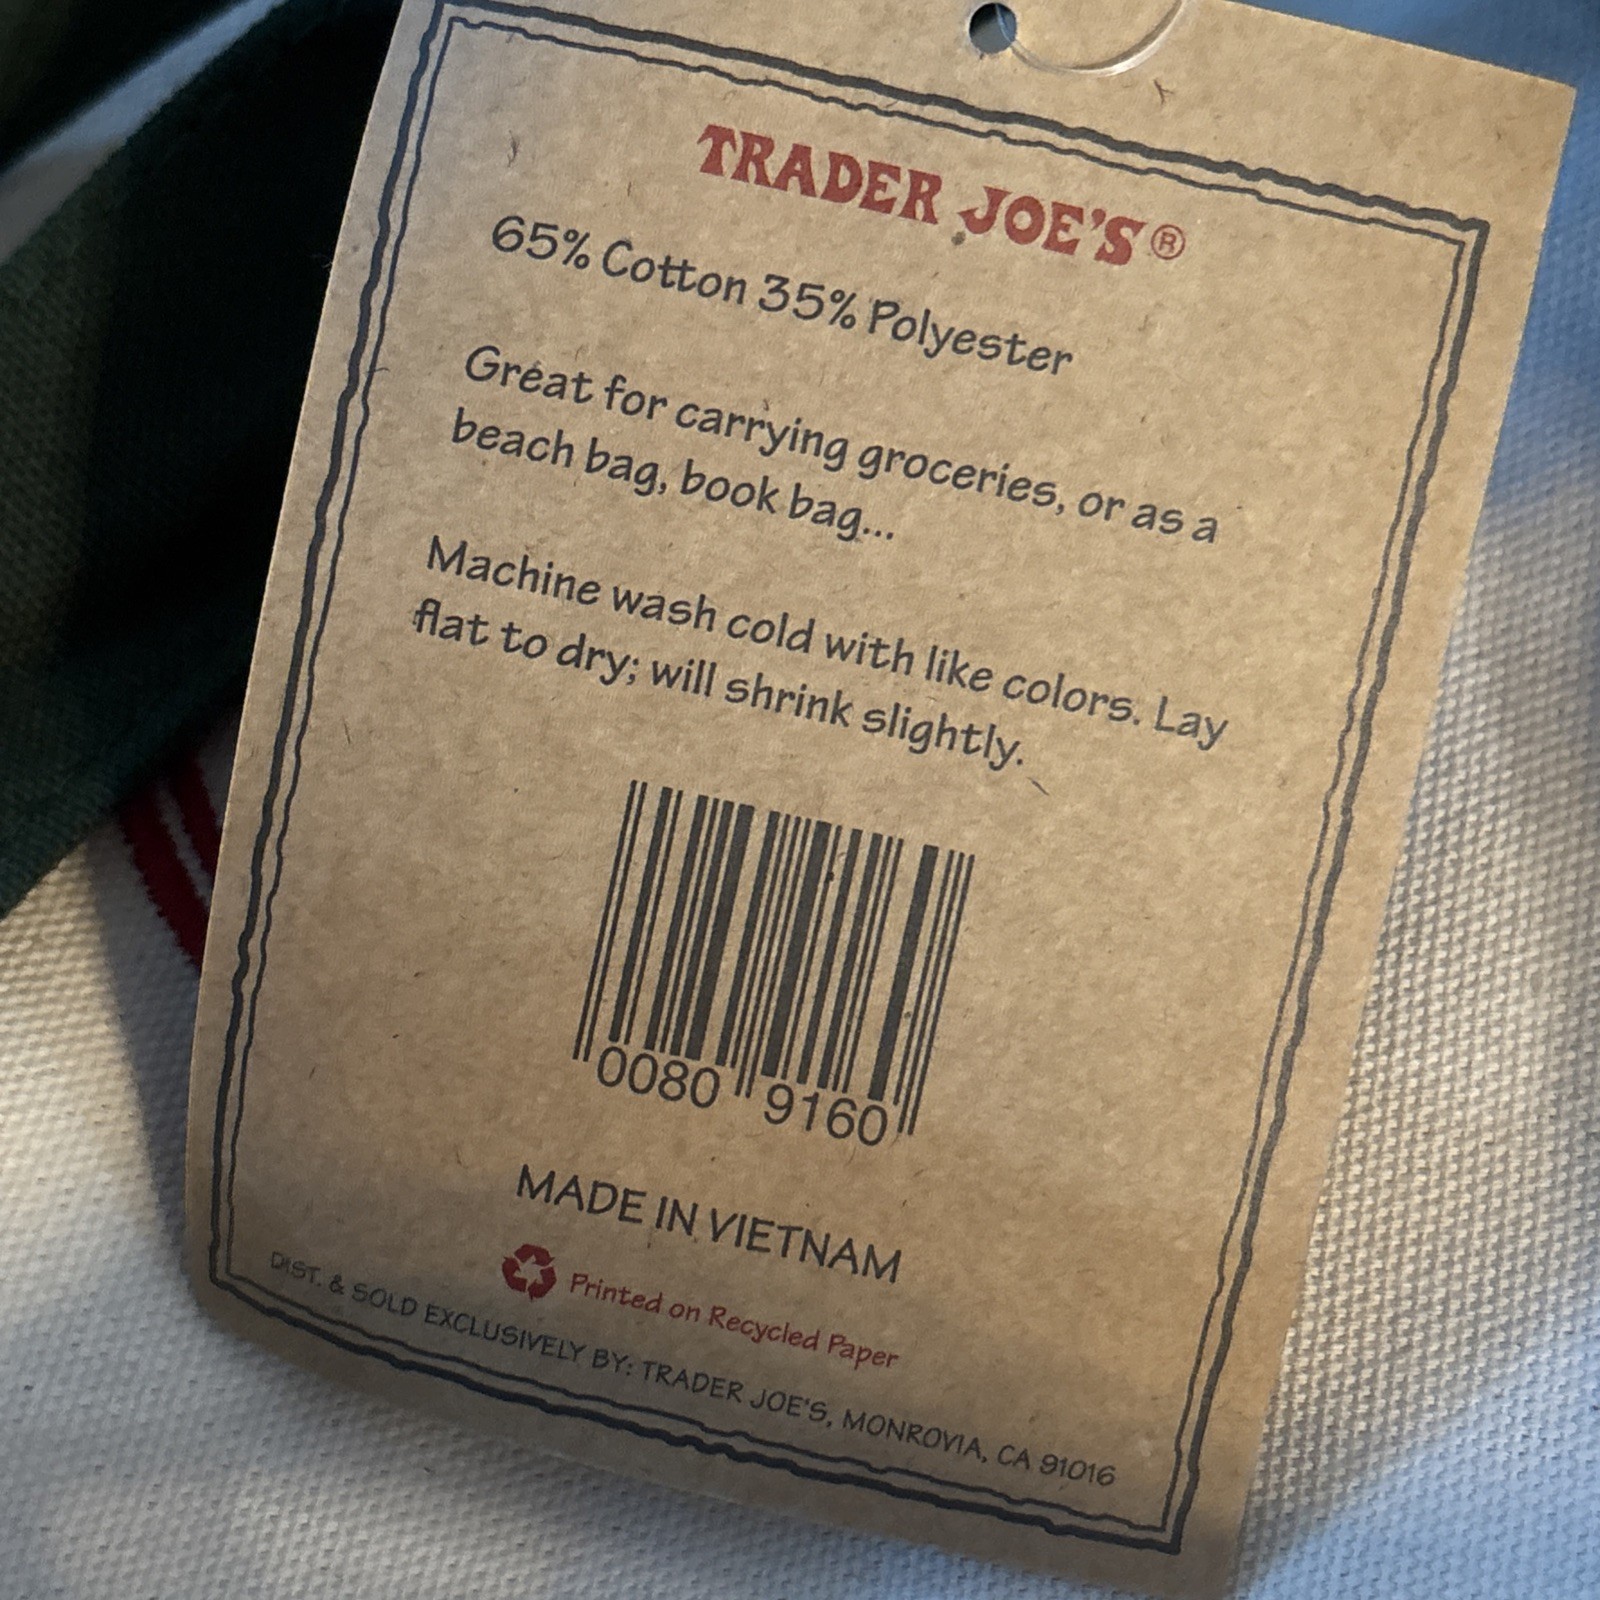 TRADER JOE'S®
65% Cotton 35% Polyester
Great for carrying groceries, or as a
beach bag, book bag...
Machine wash cold with like colors. Lay
flat to dry; will shrink slightly.
0080 9160
MADE IN VIETNAM
Printed on Recycled Paper
DIST. & SOLD EXCLUSIVELY BY: TRADER JOE'S, MONROVIA, CA 91016